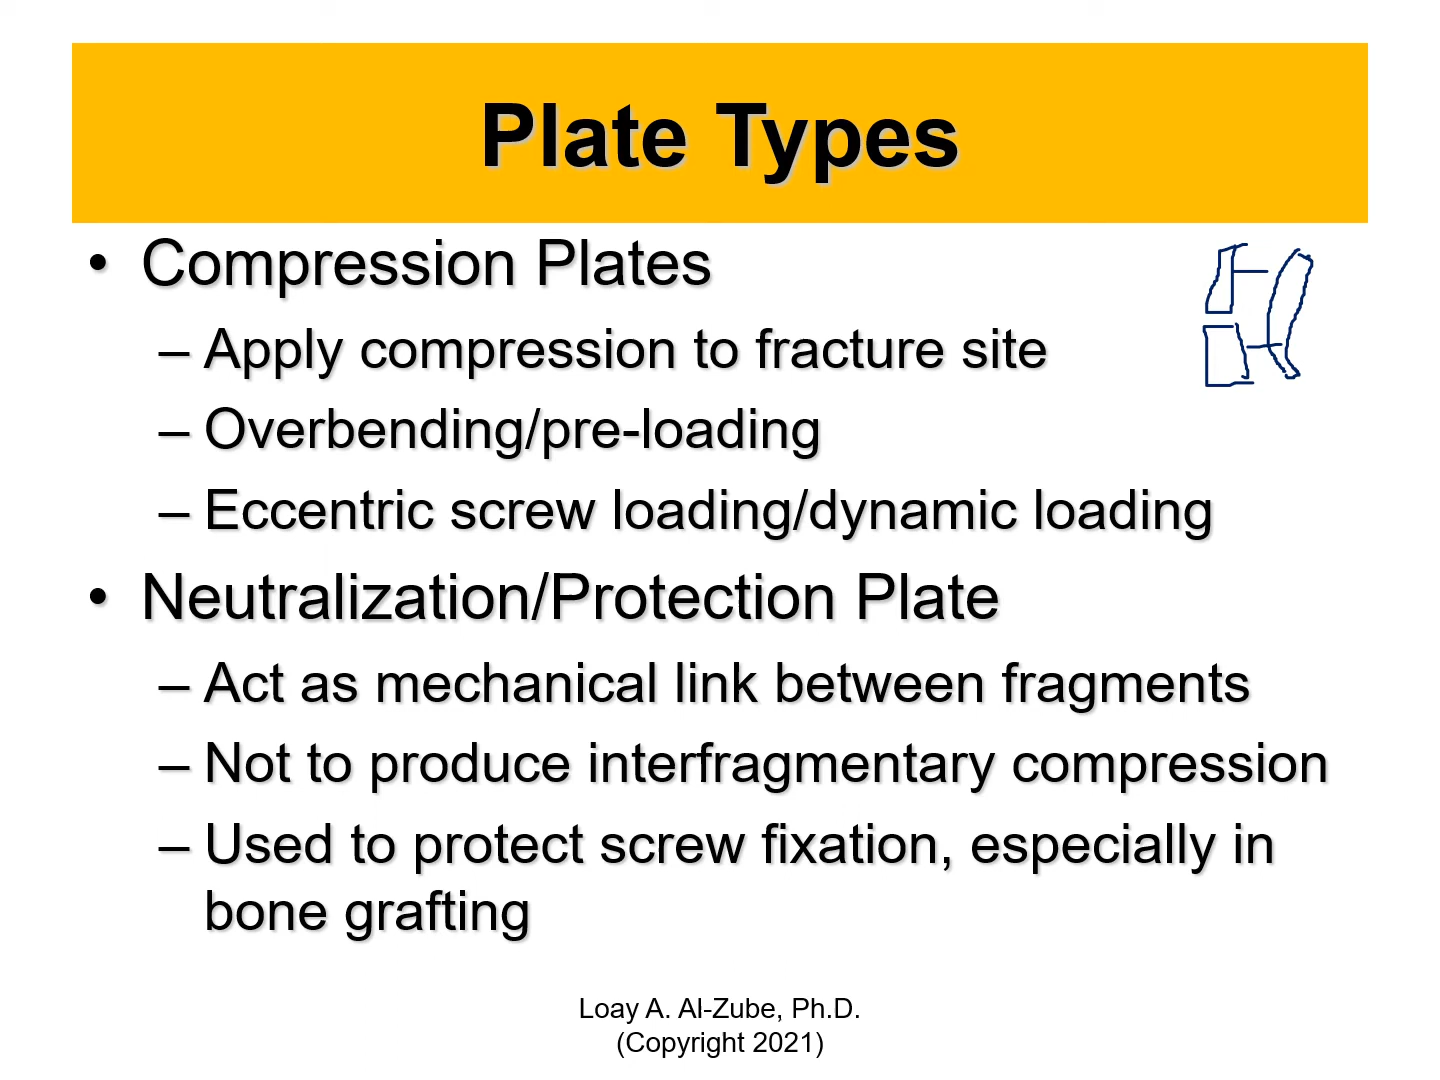 Plate Types
• Compression Plates
– Apply compression to fracture site
– Overbending/pre-loading
– Eccentric screw loading/dynamic loading
• Neutralization/Protection Plate
– Act as mechanical link between fragments
– Not to produce interfragmentary compression
– Used to protect screw fixation, especially in
bone grafting
Loay A. Al-Zube, Ph.D.
(Copyright 2021)